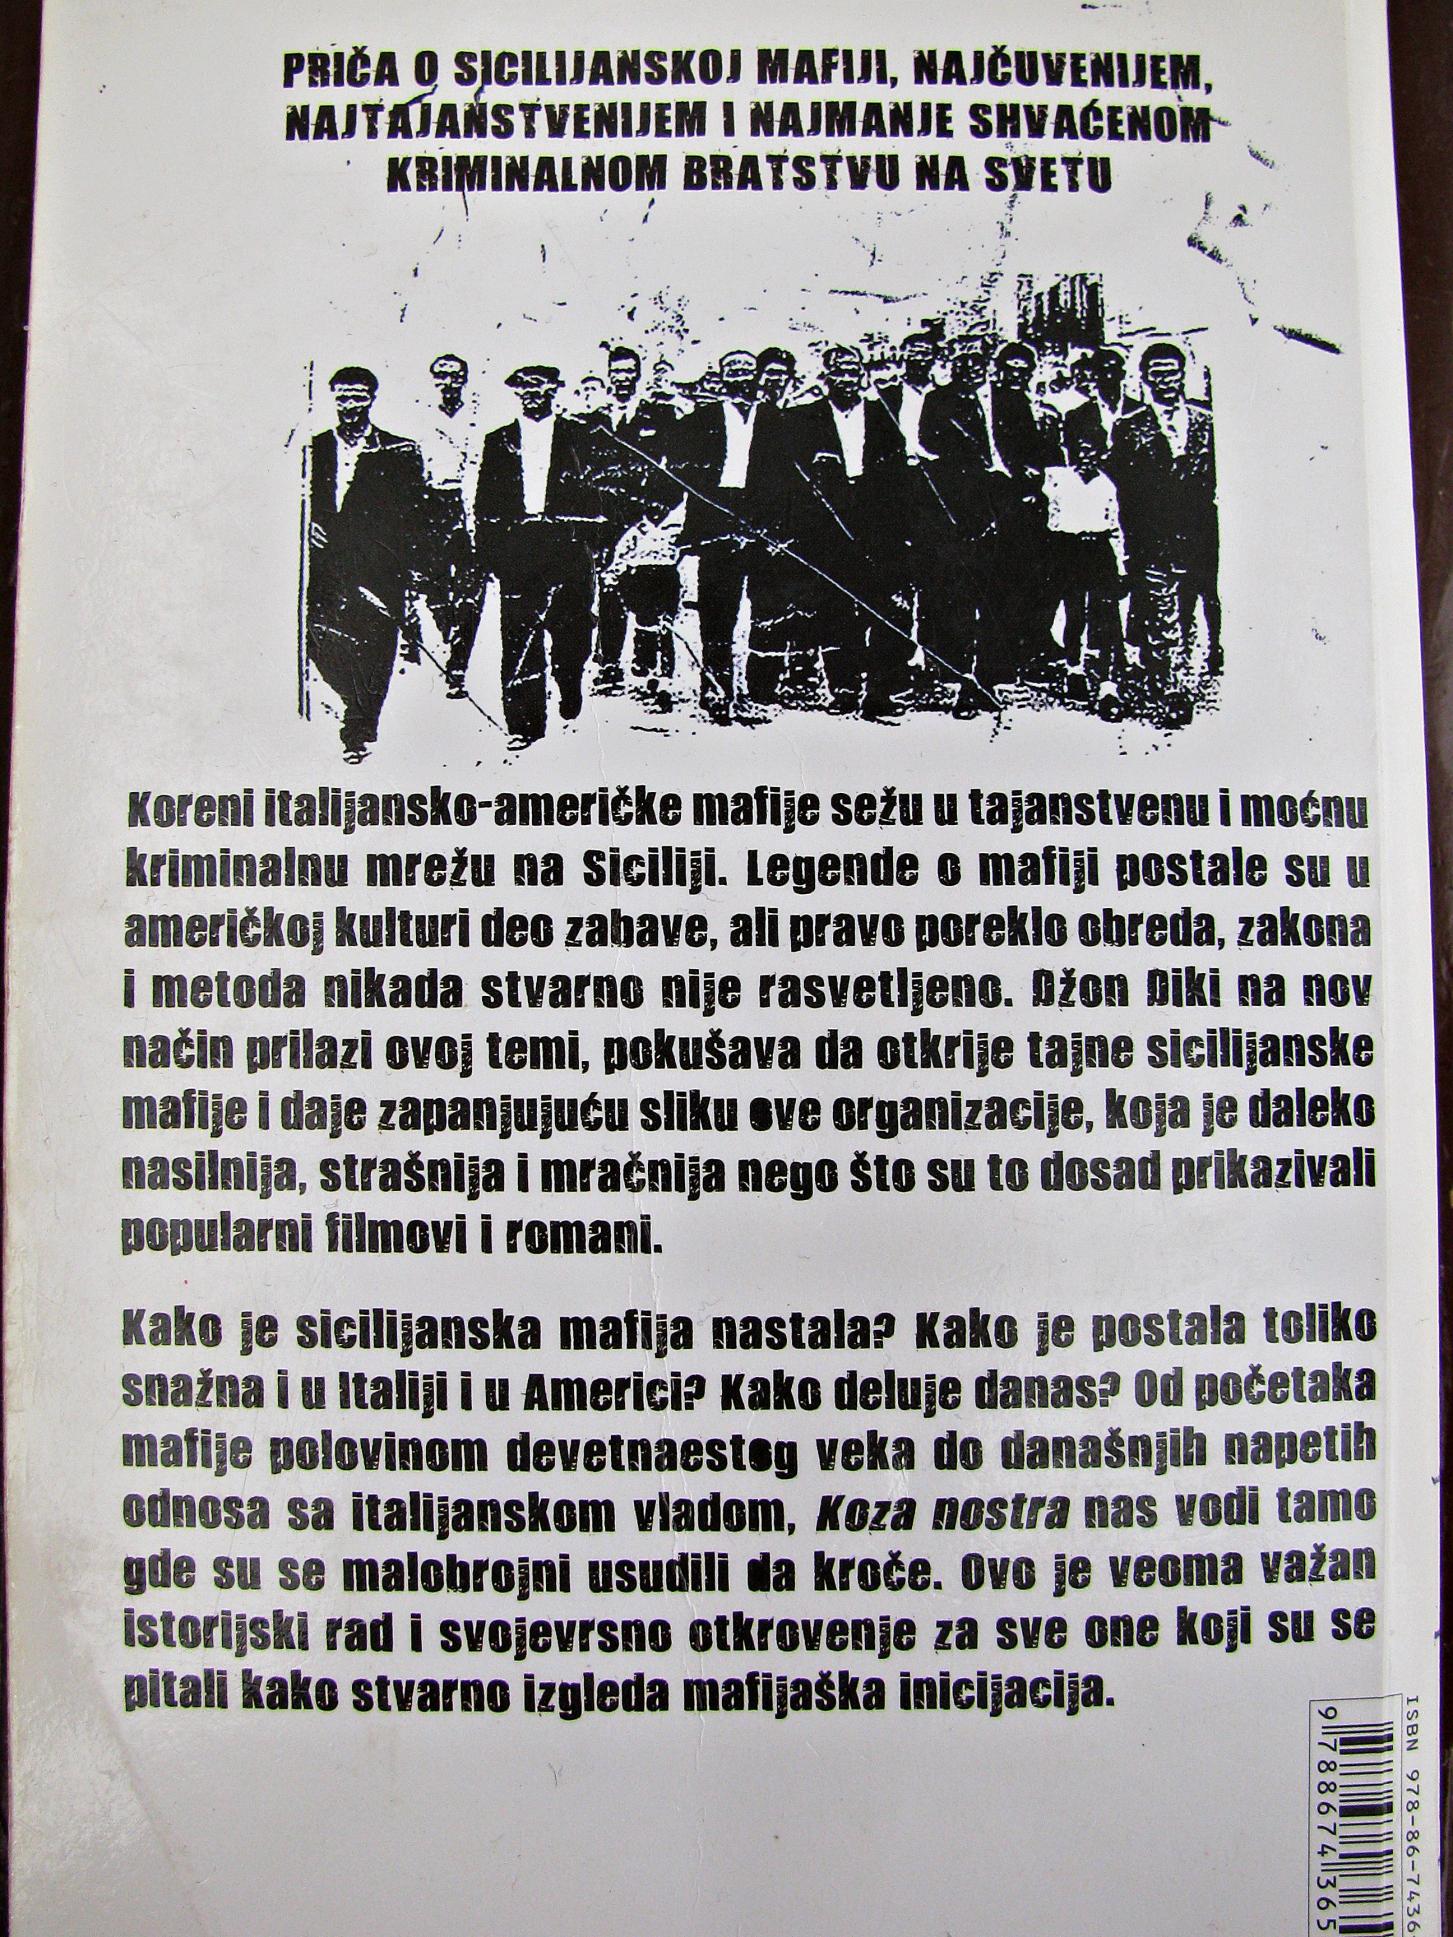 PRIČA O SICILIJANSKOJ MAFIJI, NAJČUVENIJEM,
NAJTAJANSTVENIJEM I NAJMANJE SHVAĆENOM
KRIMINALNOM BRATSTVU NA SVETU
Koreni italijansko-američke mafije sežu u tajanstvenu i moćnu
kriminalnu mrežu na Siciliji. Legende o mafiji postale su u
američkoj kulturi deo zabave, ali pravo poreklo obreda, zakona
i metoda nikada stvarno nije rasvetljeno. Džon Diki na nov
način prilazi ovoj temi, pokušava da otkrije tajne sicilijanske
mafije i daje zapanjujuću sliku ove organizacije, koja je daleko
nasilnija, strašnija i mračnija nego što su to dosad prikazivali
popularni filmovi i romani.
Kako je sicilijanska mafija nastala? Kako je postala toliko
snažna i u Italiji i u Americi? Kako deluje danas? Od početaka
mafije polovinom devetnaestog veka do današnjih napetih
odnosa sa italijanskom vladom, Koza nostra nas vodi tamo
gde su se malobrojni usudili da kroče. Ovo je veoma važan
istorijski rad i svojevrsno otkrovenje za sve one koji su se
pitali kako stvarno izgleda mafijaška inicijacija.
ISBN 978-86-7436-
9 788674 365